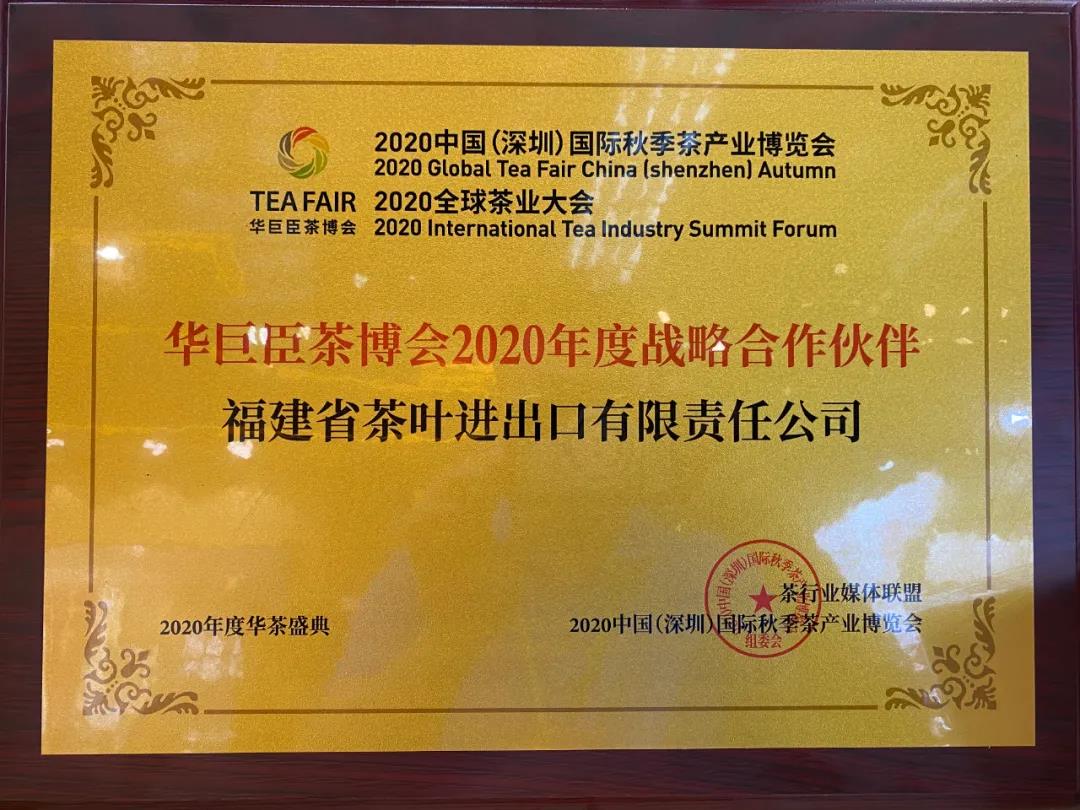 2020中国(深圳)国际秋季茶产业博览会
2020 Global Tea Fair China (shenzhen) Autumn
TEA FAIR
华巨臣茶博会
2020全球茶业大会
2020 International Tea Industry Summit Forum
华巨臣茶博会2020年度战略合作伙伴
福建省茶叶进出口有限责任公司
茶行业媒体联盟
2020年度华茶盛典
2020中国(深圳)国际秋季茶产业博览会
组委会